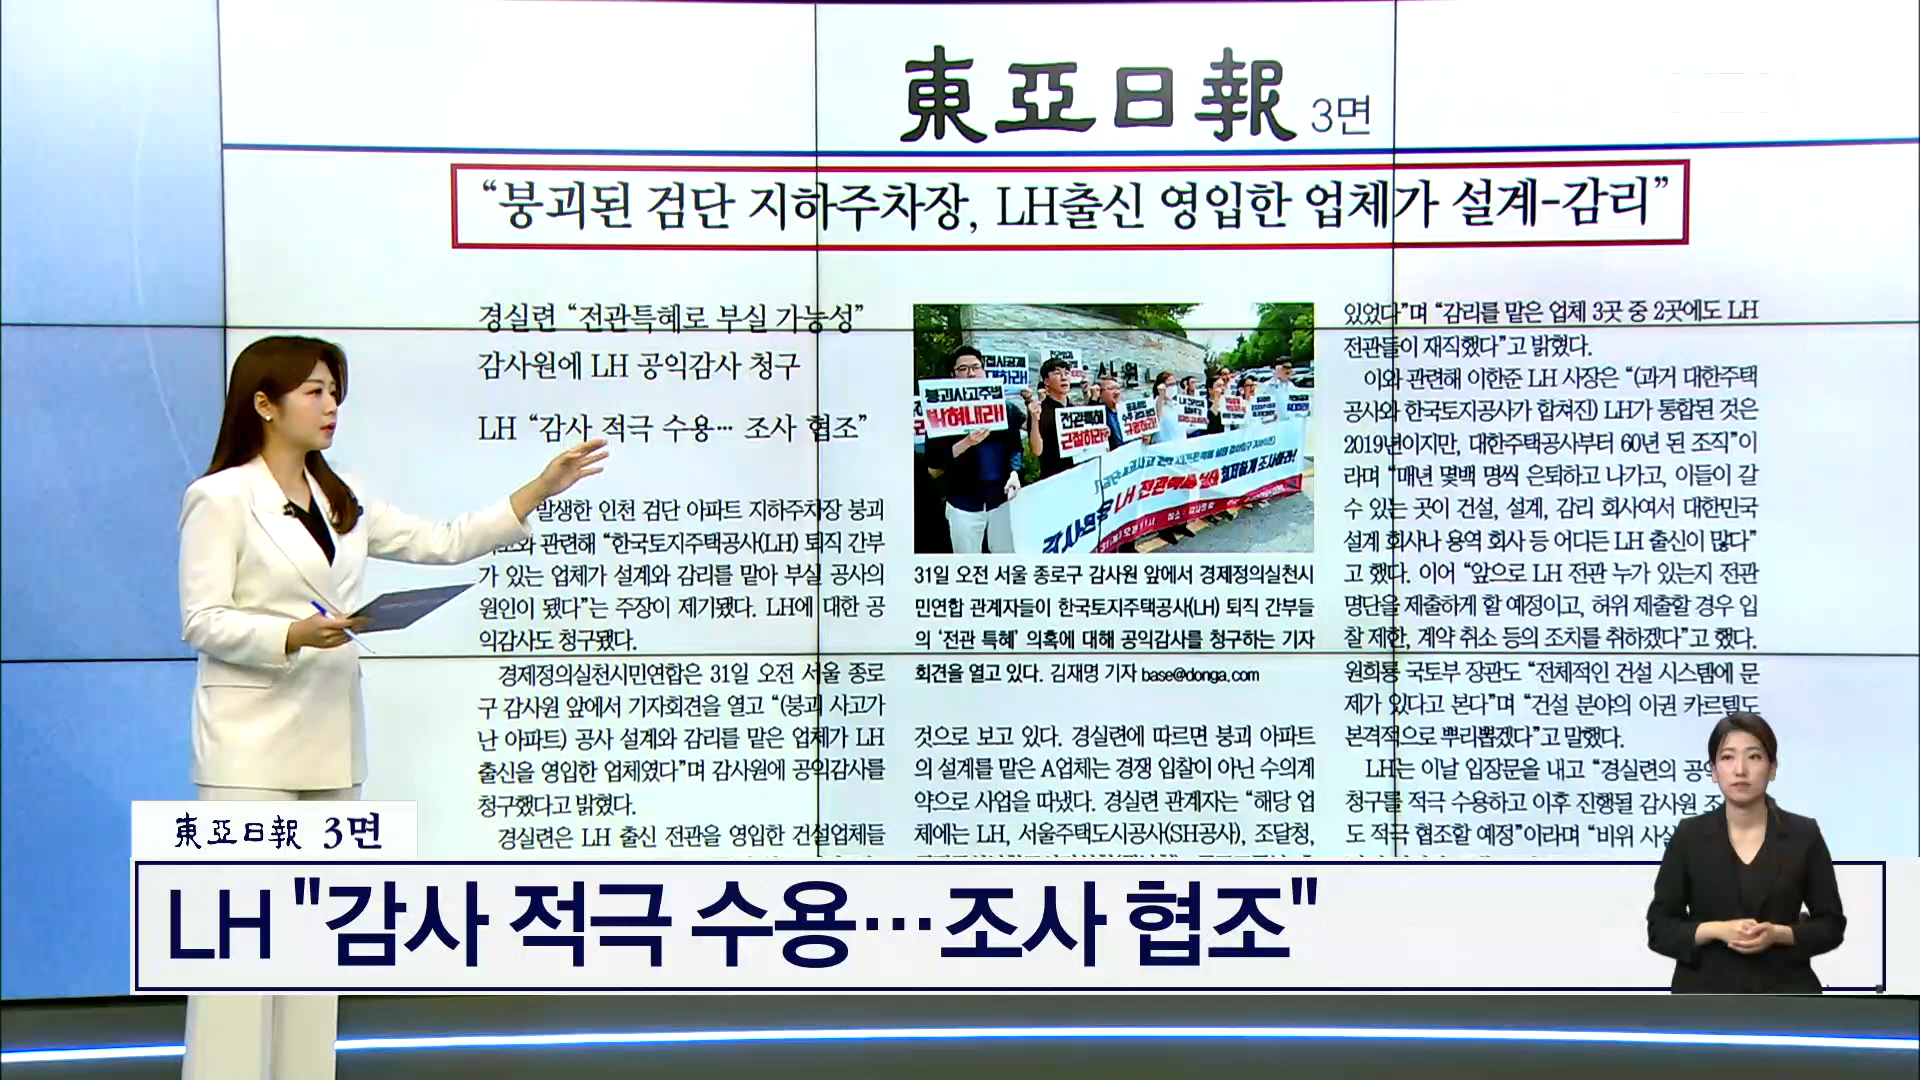 東亞日報 3면
“붕괴된 검단 지하주차장, LH출신 영입한 업체가 설계-감리”
경실련 “전관특혜로 부실 가능성”
감사원에 LH 공익감사 청구
LH “감사 적극 수용… 조사 협조”
발생한 인천 검단 아파트 지하주차장 붕괴
관련해 “한국토지주택공사(LH) 퇴직 간부
가 있는 업체가 설계와 감리를 맡아 부실 공사의
원인이 됐다”는 주장이 제기됐다. LH에 대한 공
익감사도 청구됐다.
경제정의실천시민연합은 31일 오전 서울 종로
구 감사원 앞에서 기자회견을 열고 “(붕괴 사고가
난 아파트) 공사 설계와 감리를 맡은 업체가 LH
출신을 영입한 업체였다”며 감사원에 공익감사를
청구했다고 밝혔다.
경실련은 LH 출신 전관을 영입한 건설업체들
붕괴사고주범
밝혀내라!
전관특혜
근절하라!
LH 전관특혜 실태
철저하게 조사하라!
31일 오전 서울 종로구 감사원 앞에서 경제정의실천시
민연합 관계자들이 한국토지주택공사(LH) 퇴직 간부들
의 ‘전관 특혜’ 의혹에 대해 공익감사를 청구하는 기자
회견을 열고 있다. 김재명 기자 base@donga.com
것으로 보고 있다. 경실련에 따르면 붕괴 아파트
의 설계를 맡은 A업체는 경쟁 입찰이 아닌 수의계
약으로 사업을 따냈다. 경실련 관계자는 “해당 업
체에는 LH, 서울주택도시공사(SH공사), 조달청,
있었다”며 “감리를 맡은 업체 3곳 중 2곳에도 LH
전관들이 재직했다”고 밝혔다.
이와 관련해 이한준 LH 사장은 “(과거 대한주택
공사와 한국토지공사가 합쳐진) LH가 통합된 것은
2019년이지만, 대한주택공사부터 60년 된 조직”이
라며 “매년 몇백 명씩 은퇴하고 나가고, 이들이 갈
수 있는 곳이 건설, 설계, 감리 회사여서 대한민국
설계 회사나 용역 회사 등 어디든 LH 출신이 많다”
고 했다. 이어 “앞으로 LH 전관 누가 있는지 전관
명단을 제출하게 할 예정이고, 허위 제출할 경우 입
찰 제한, 계약 취소 등의 조치를 취하겠다”고 했다.
원희룡 국토부 장관도 “전체적인 건설 시스템에 문
제가 있다고 본다”며 “건설 분야의 이권 카르텔도
본격적으로 뿌리뽑겠다”고 말했다.
LH는 이날 입장문을 내고 “경실련의 공익
청구를 적극 수용하고 이후 진행될 감사원 조
도 적극 협조할 예정”이라며 “비위 사실
東亞日報 3면
LH "감사 적극 수용…조사 협조"